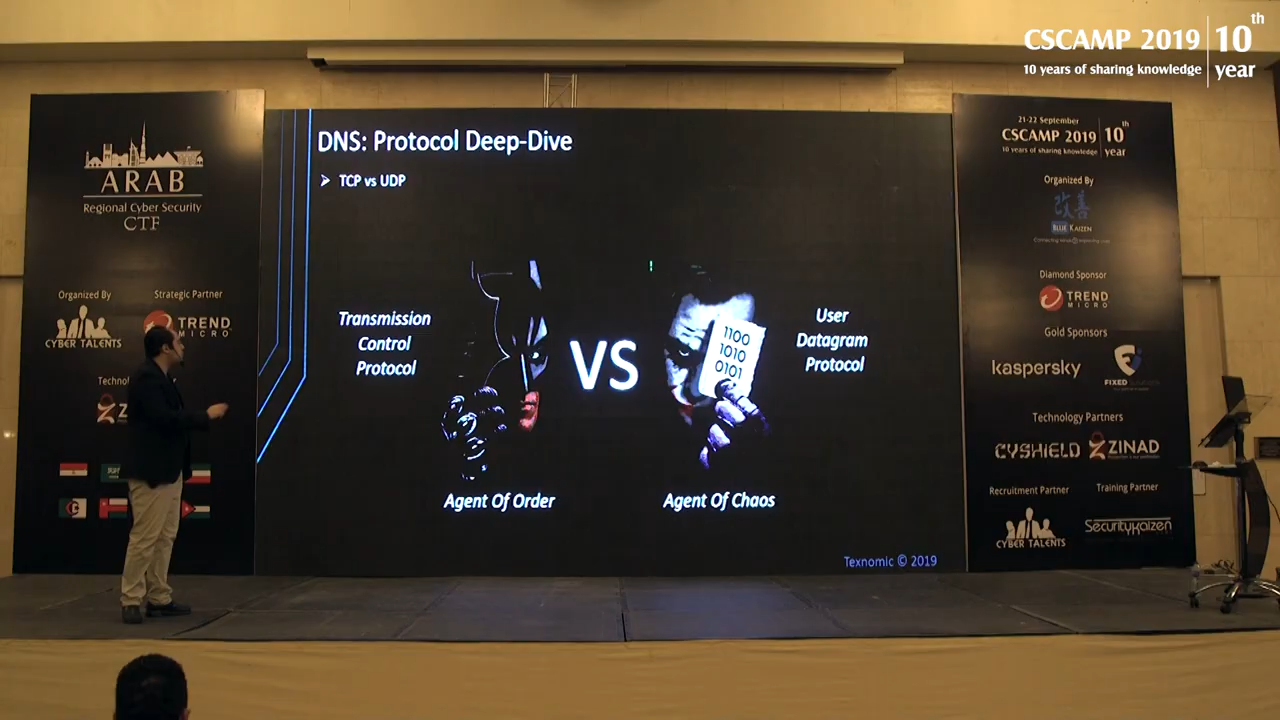 CSCAMP 2019 | 10th year
10 years of sharing knowledge
ARAB
Regional Cyber Security
CTF
Organized By
CYBER TALENTS
Strategic Partner
TREND
MICRO
DNS: Protocol Deep-Dive
➢ TCP vs UDP
Transmission
Control
Protocol
VS
1100
1010
0101
User
Datagram
Protocol
Agent Of Order
Agent Of Chaos
Texnomic © 2019
21-22 September
CSCAMP 2019 | 10th year
10 years of sharing knowledge
Organized By
改善
BLUE KAIZEN
Diamond Sponsor
TREND
MICRO
Gold Sponsors
kaspersky
FIXED
Technology Partners
CYSHIELD
ZINAD
Recruitment Partner
CYBER TALENTS
Training Partner
Securitykaizen